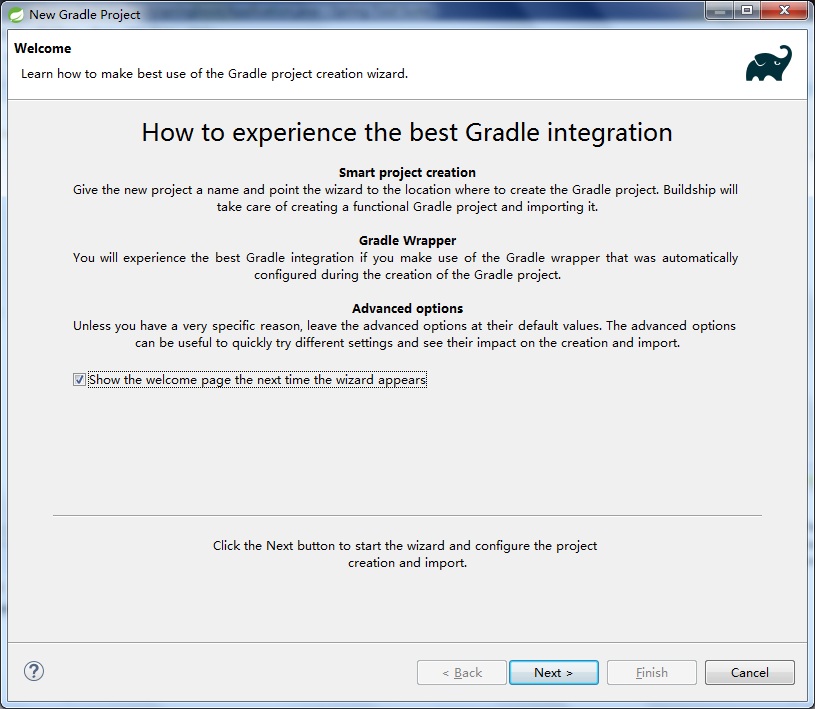 New Gradle Project
Welcome
Learn how to make best use of the Gradle project creation wizard.
How to experience the best Gradle integration
Smart project creation
Give the new project a name and point the wizard to the location where to create the Gradle project. Buildship will
take care of creating a functional Gradle project and importing it.
Gradle Wrapper
You will experience the best Gradle integration if you make use of the Gradle wrapper that was automatically
configured during the creation of the Gradle project.
Advanced options
Unless you have a very specific reason, leave the advanced options at their default values. The advanced options
can be useful to quickly try different settings and see their impact on the creation and import.
Show the welcome page the next time the wizard appears
Click the Next button to start the wizard and configure the project
creation and import.
? < Back Next > Finish Cancel